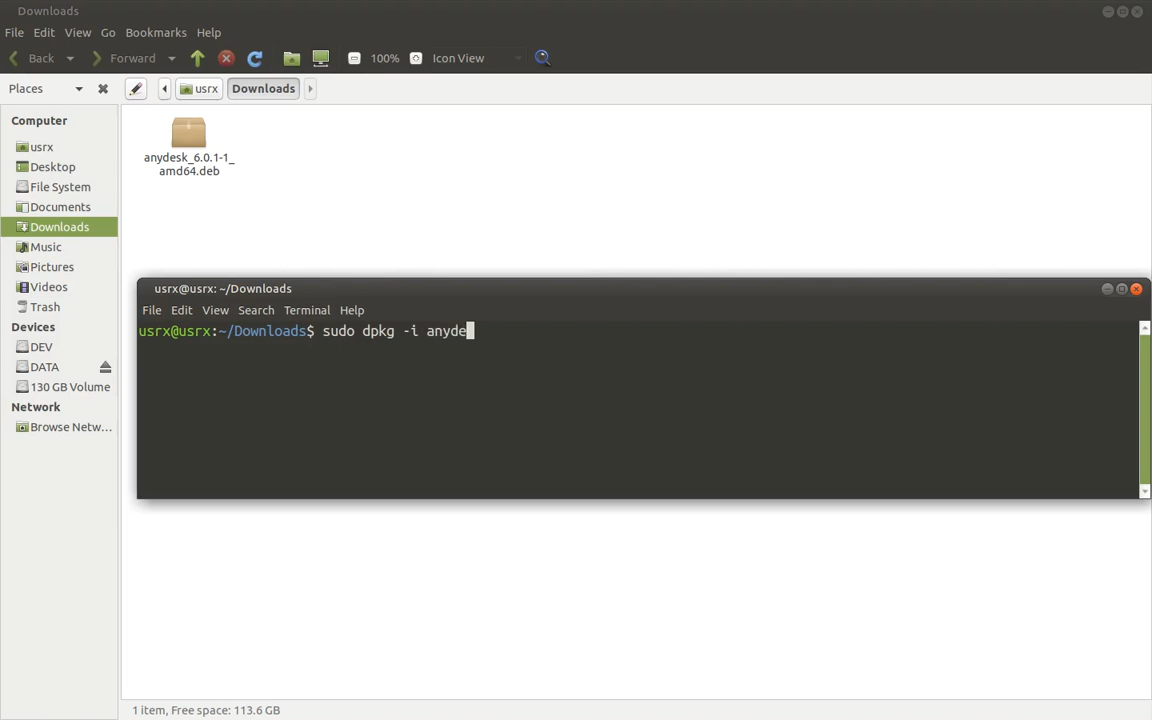 Downloads
File Edit View Go Bookmarks Help
Back Forward 100% Icon View
Places usrx Downloads
Computer
usrx
Desktop
File System
Documents
Downloads
Music
Pictures
Videos
Trash
Devices
DEV
DATA
130 GB Volume
Network
Browse Netw...
anydesk_6.0.1-1_
amd64.deb
usrx@usrx: ~/Downloads
File Edit View Search Terminal Help
usrx@usrx:~/Downloads$ sudo dpkg -i anyde
1 item, Free space: 113.6 GB